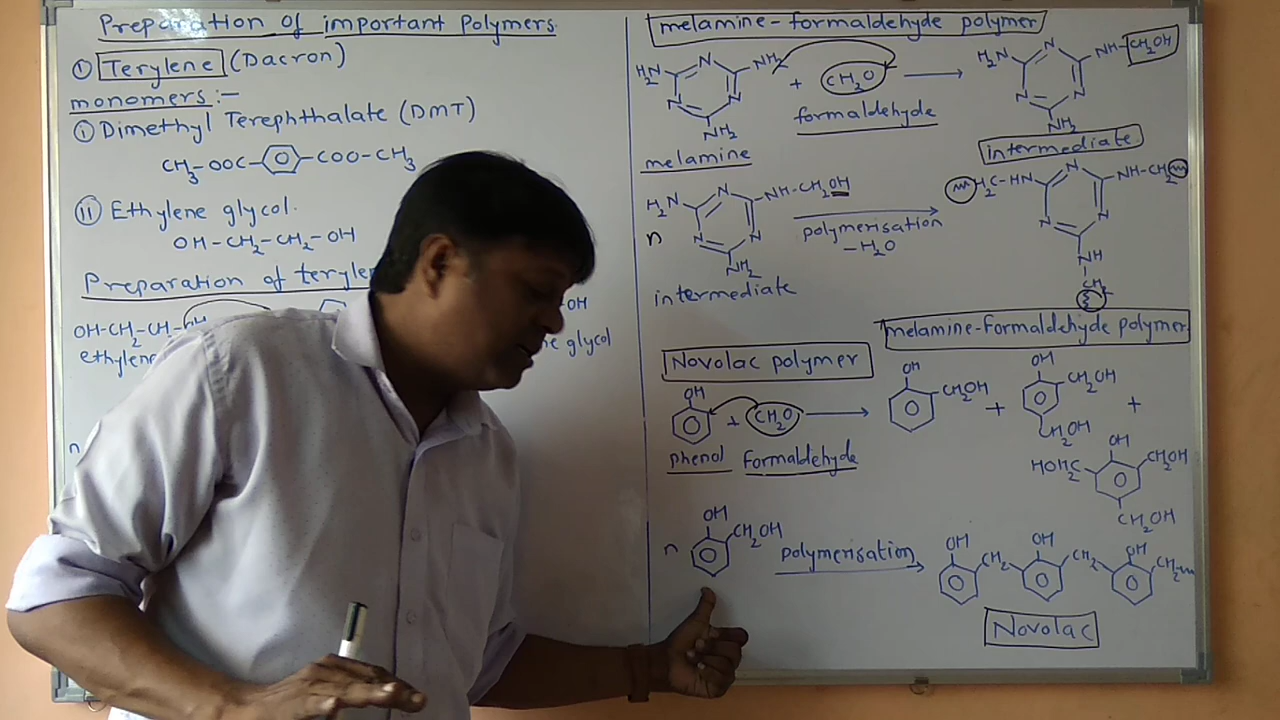 Preparation of important Polymers
① Terylene (Dacron)
monomers:-
ⓘ Dimethyl Terephthalate (DMT)
CH3-OOC- -COO-CH3
ⓘⓘ Ethylene glycol.
OH-CH2-CH2-OH
Preparation of
OH-CH2-CH-OH
OH
ethylene
glycol
n
melamine-formaldehyde polymer
H2N N NH2 N N NH2 + CH2O → H2N N NH-CH2OH N N NH2
formaldehyde
melamine
intermediate
n H2N N NH-CH2OH N N NH2
polymerisation
-H2O
H2C-HN N NH-CH2 N N NH CH2
intermediate
melamine-Formaldehyde polymer
Novolac polymer
OH + CH2O → OH CH2OH + OH CH2OH CH2OH +
phenol Formaldehyde
OH HOH2C CH2OH CH2OH
n OH CH2OH polymerisation OH CH2 OH CH2 OH CH2
Novolac